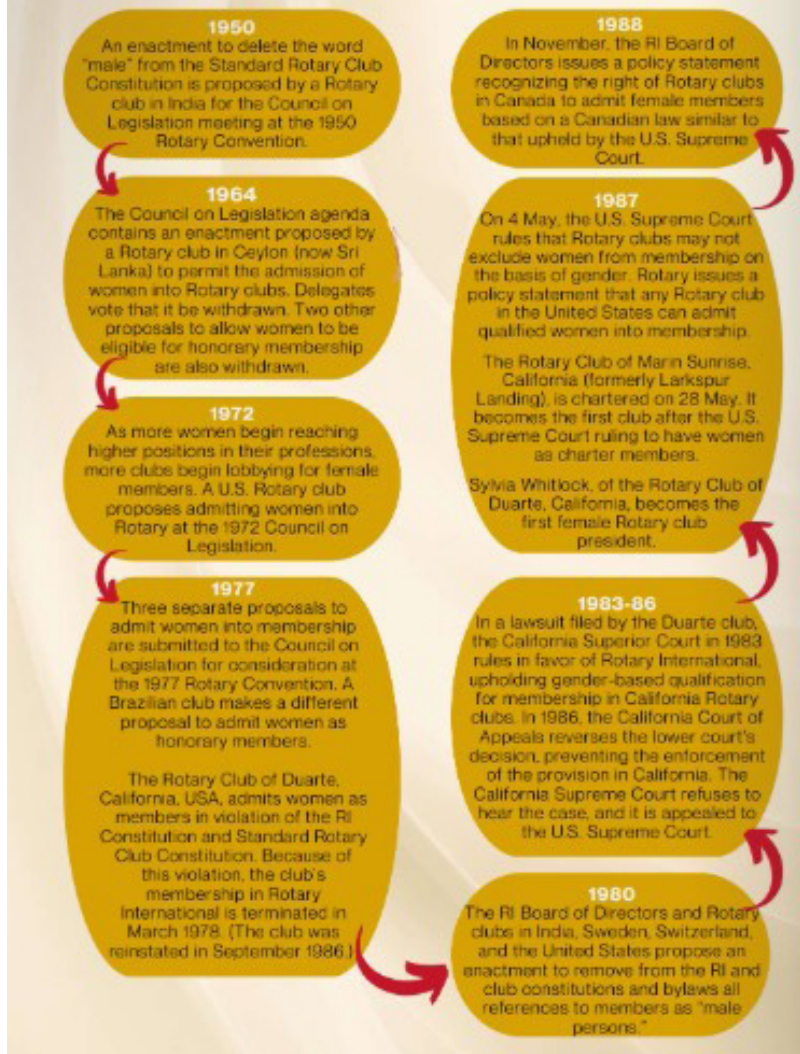 1950
An enactment to delete the word
"male" from the Standard Rotary Club
Constitution is proposed by a Rotary
club in India for the Council on
Legislation meeting at the 1950
Rotary Convention.
1964
The Council on Legislation agenda
contains an enactment proposed by
a Rotary club in Ceylon (now Sri
Lanka) to permit the admission of
women into Rotary clubs. Delegates
vote that it be withdrawn. Two other
proposals to allow women to be
eligible for honorary membership
are also withdrawn.
1972
As more women begin reaching
higher positions in their professions,
more clubs begin lobbying for female
members. A U.S. Rotary club
proposes admitting women into
Rotary at the 1972 Council on
Legislation.
1977
Three separate proposals to
admit women into membership
are submitted to the Council on
Legislation for consideration at
the 1977 Rotary Convention. A
Brazilian club makes a different
proposal to admit women as
honorary members.
The Rotary Club of Duarte,
California, USA, admits women as
members in violation of the RI
Constitution and Standard Rotary
Club Constitution. Because of
this violation, the club's
membership in Rotary
International is terminated in
March 1978. (The club was
reinstated in September 1986.)
1980
The RI Board of Directors and Rotary
clubs in India, Sweden, Switzerland,
and the United States propose an
enactment to remove from the RI and
club constitutions and bylaws all
references to members as "male
persons."
1983-86
In a lawsuit filed by the Duarte club,
the California Superior Court in 1983
rules in favor of Rotary International,
upholding gender-based qualification
for membership in California Rotary
clubs. In 1986, the California Court of
Appeals reverses the lower court's
decision, preventing the enforcement
of the provision in California. The
California Supreme Court refuses to
hear the case, and it is appealed to
the U.S. Supreme Court.
1987
On 4 May, the U.S. Supreme Court
rules that Rotary clubs may not
exclude women from membership on
the basis of gender. Rotary issues a
policy statement that any Rotary club
in the United States can admit
qualified women into membership.
The Rotary Club of Marin Sunrise,
California (formerly Larkspur
Landing), is chartered on 28 May. It
becomes the first club after the U.S.
Supreme Court ruling to have women
as charter members.
Sylvia Whitlock, of the Rotary Club of
Duarte, California, becomes the
first female Rotary club
president.
1988
In November, the RI Board of
Directors issues a policy statement
recognizing the right of Rotary clubs
in Canada to admit female members
based on a Canadian law similar to
that upheld by the U.S. Supreme
Court.